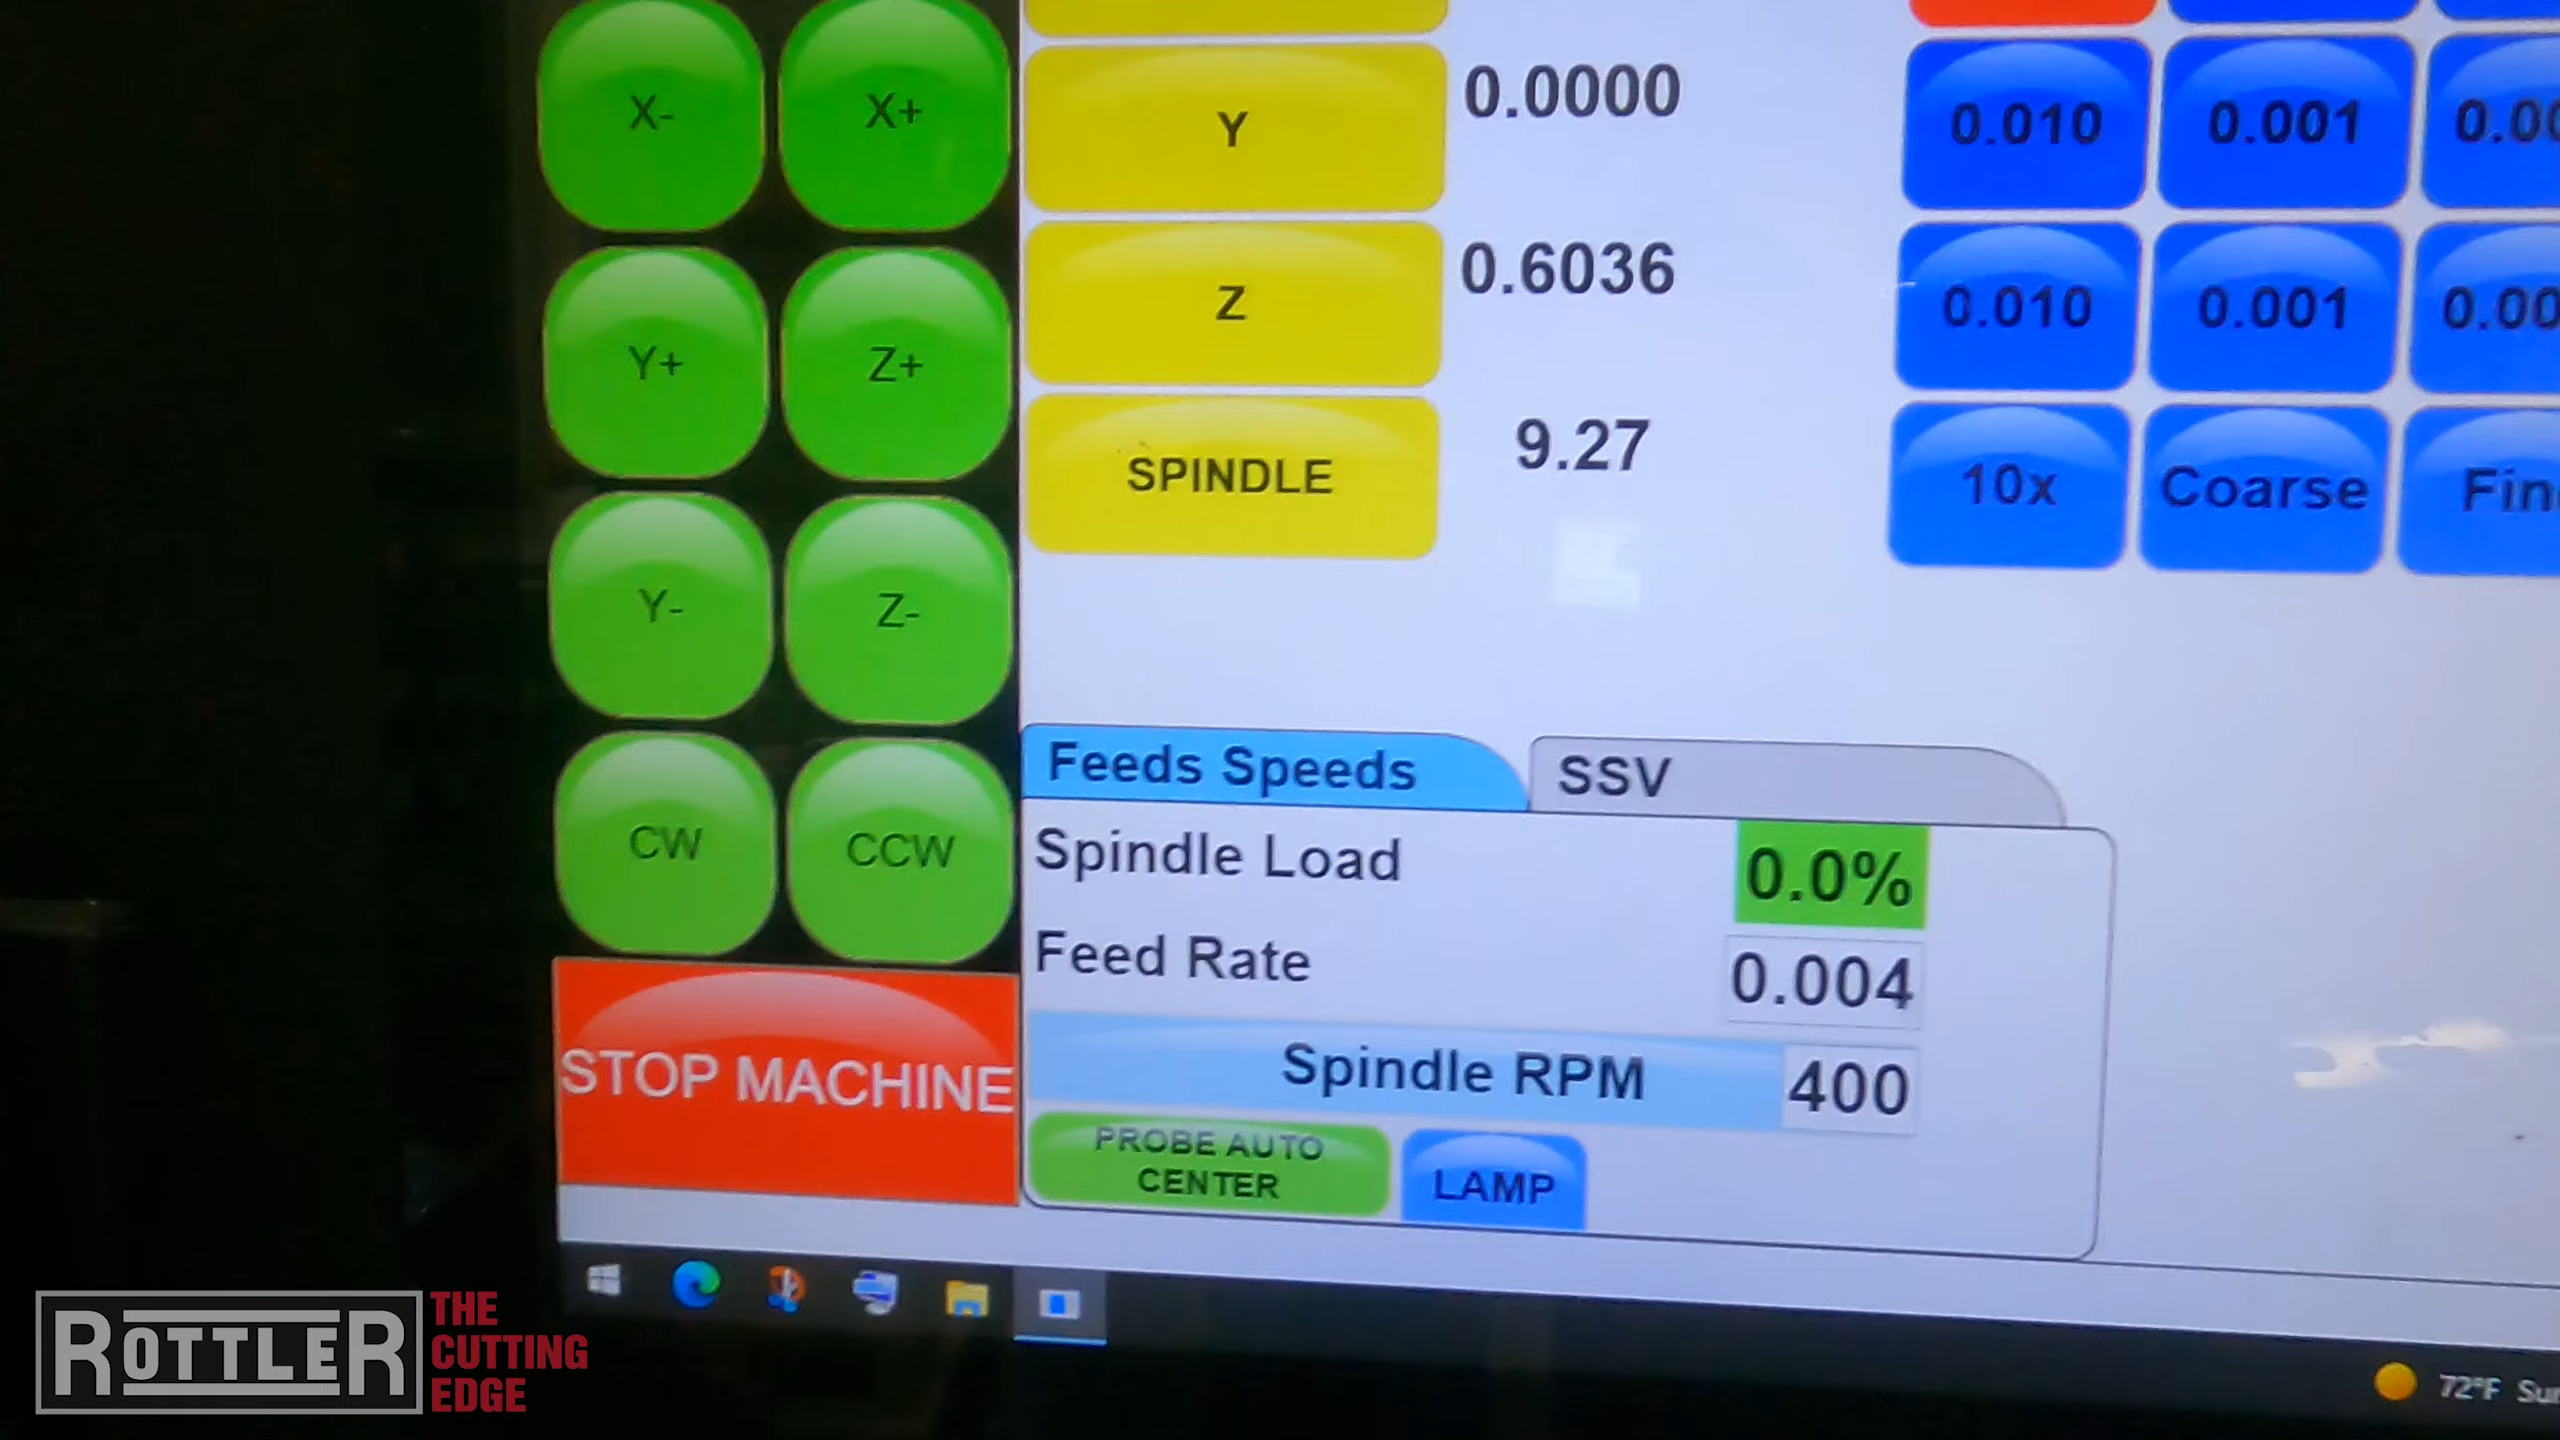 X-
X+
Y
0.0000
0.010
0.001
Y+
Z+
Z
0.6036
0.010
0.001
SPINDLE
9.27
10x
Coarse
Y-
Z-
Feeds Speeds
SSV
CW
CCW
Spindle Load
0.0%
Feed Rate
0.004
STOP MACHINE
Spindle RPM
400
PROBE AUTO
CENTER
LAMP
ROTTLER
THE
CUTTING
EDGE
72°F